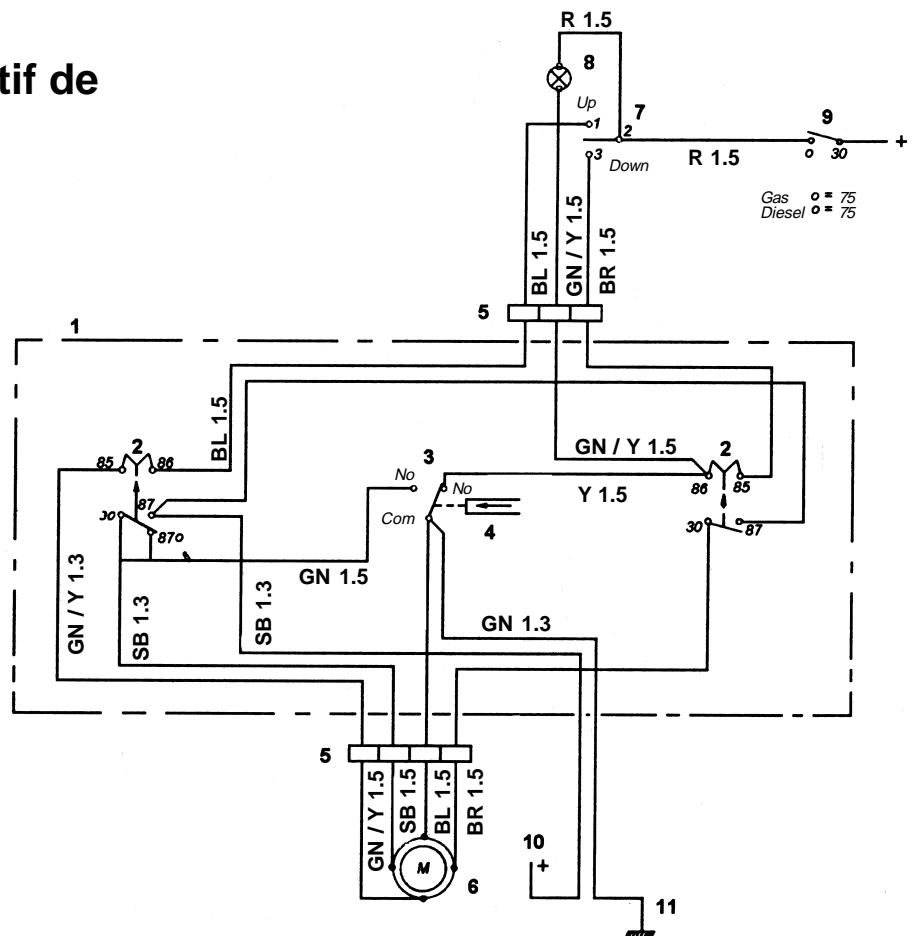 R 1.5
8
tif de
Up
1
7
2
9
R 1.5
o
30
+
3
Down
Gas o = 75
Diesel o = 75
BL 1.5
GN / Y 1.5
BR 1.5
5
1
BL 1.5
2
85
86
3
No
No
GN / Y 1.5
2
86
85
Y 1.5
30
87
87o
Com
4
30
87
GN 1.5
GN / Y 1.3
SB 1.3
SB 1.3
GN 1.3
5
GN / Y 1.5
SB 1.5
BL 1.5
BR 1.5
M
6
10
+
11